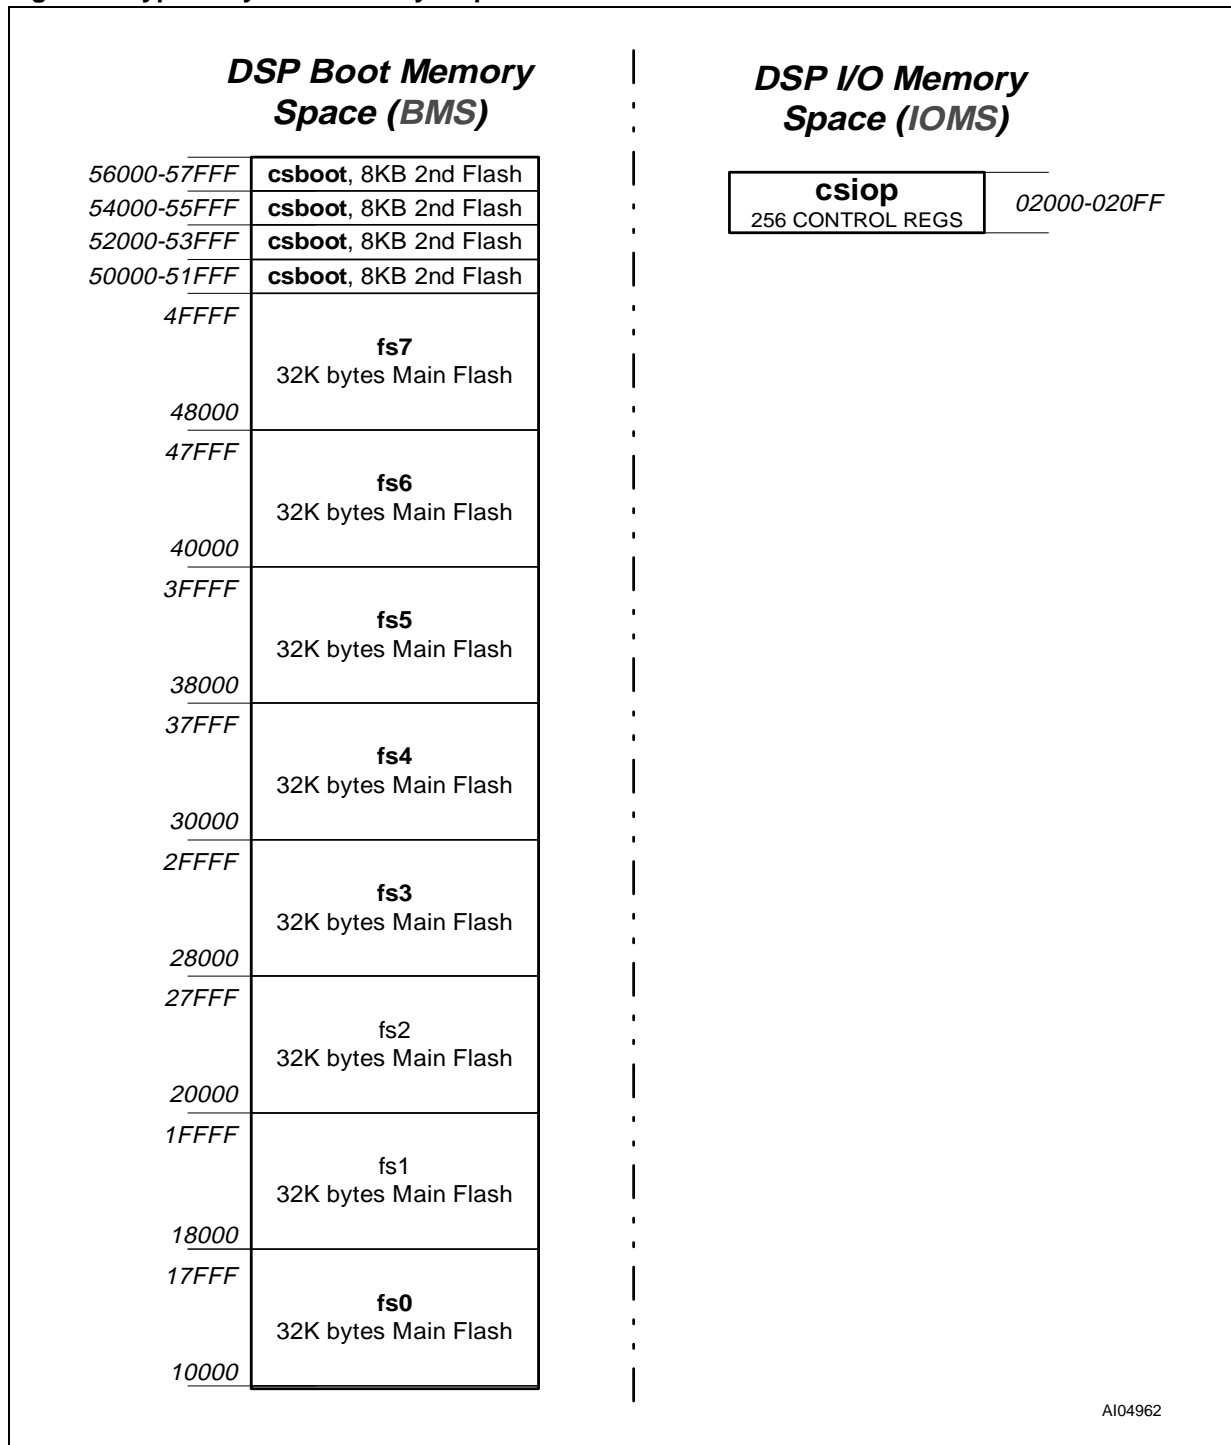 DSP Boot Memory
Space (BMS)
56000-57FFF csboot, 8KB 2nd Flash
54000-55FFF csboot, 8KB 2nd Flash
52000-53FFF csboot, 8KB 2nd Flash
50000-51FFF csboot, 8KB 2nd Flash
4FFFF
fs7
32K bytes Main Flash
48000
47FFF
fs6
32K bytes Main Flash
40000
3FFFF
fs5
32K bytes Main Flash
38000
37FFF
fs4
32K bytes Main Flash
30000
2FFFF
fs3
32K bytes Main Flash
28000
27FFF
fs2
32K bytes Main Flash
20000
1FFFF
fs1
32K bytes Main Flash
18000
17FFF
fs0
32K bytes Main Flash
10000
DSP I/O Memory
Space (IOMS)
csiop
256 CONTROL REGS
02000-020FF
AI04962